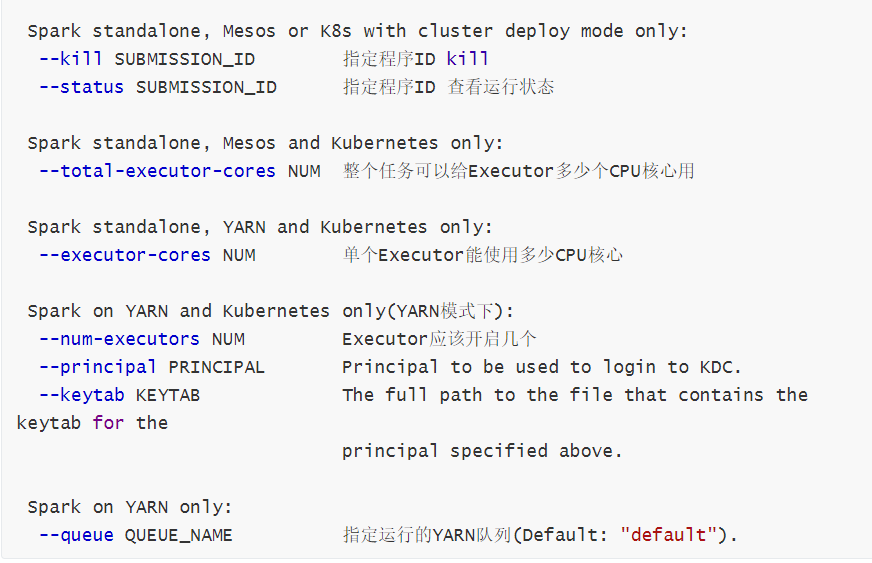 Spark standalone, Mesos or K8s with cluster deploy mode only:
--kill SUBMISSION_ID 指定程序ID kill
--status SUBMISSION_ID 指定程序ID 查看运行状态
Spark standalone, Mesos and Kubernetes only:
--total-executor-cores NUM 整个任务可以给Executor多少个CPU核心用
Spark standalone, YARN and Kubernetes only:
--executor-cores NUM 单个Executor能使用多少CPU核心
Spark on YARN and Kubernetes only(YARN模式下):
--num-executors NUM Executor应该开启几个
--principal PRINCIPAL Principal to be used to login to KDC.
--keytab KEYTAB The full path to the file that contains the
keytab for the
principal specified above.
Spark on YARN only:
--queue QUEUE_NAME 指定运行的YARN队列(Default: "default").